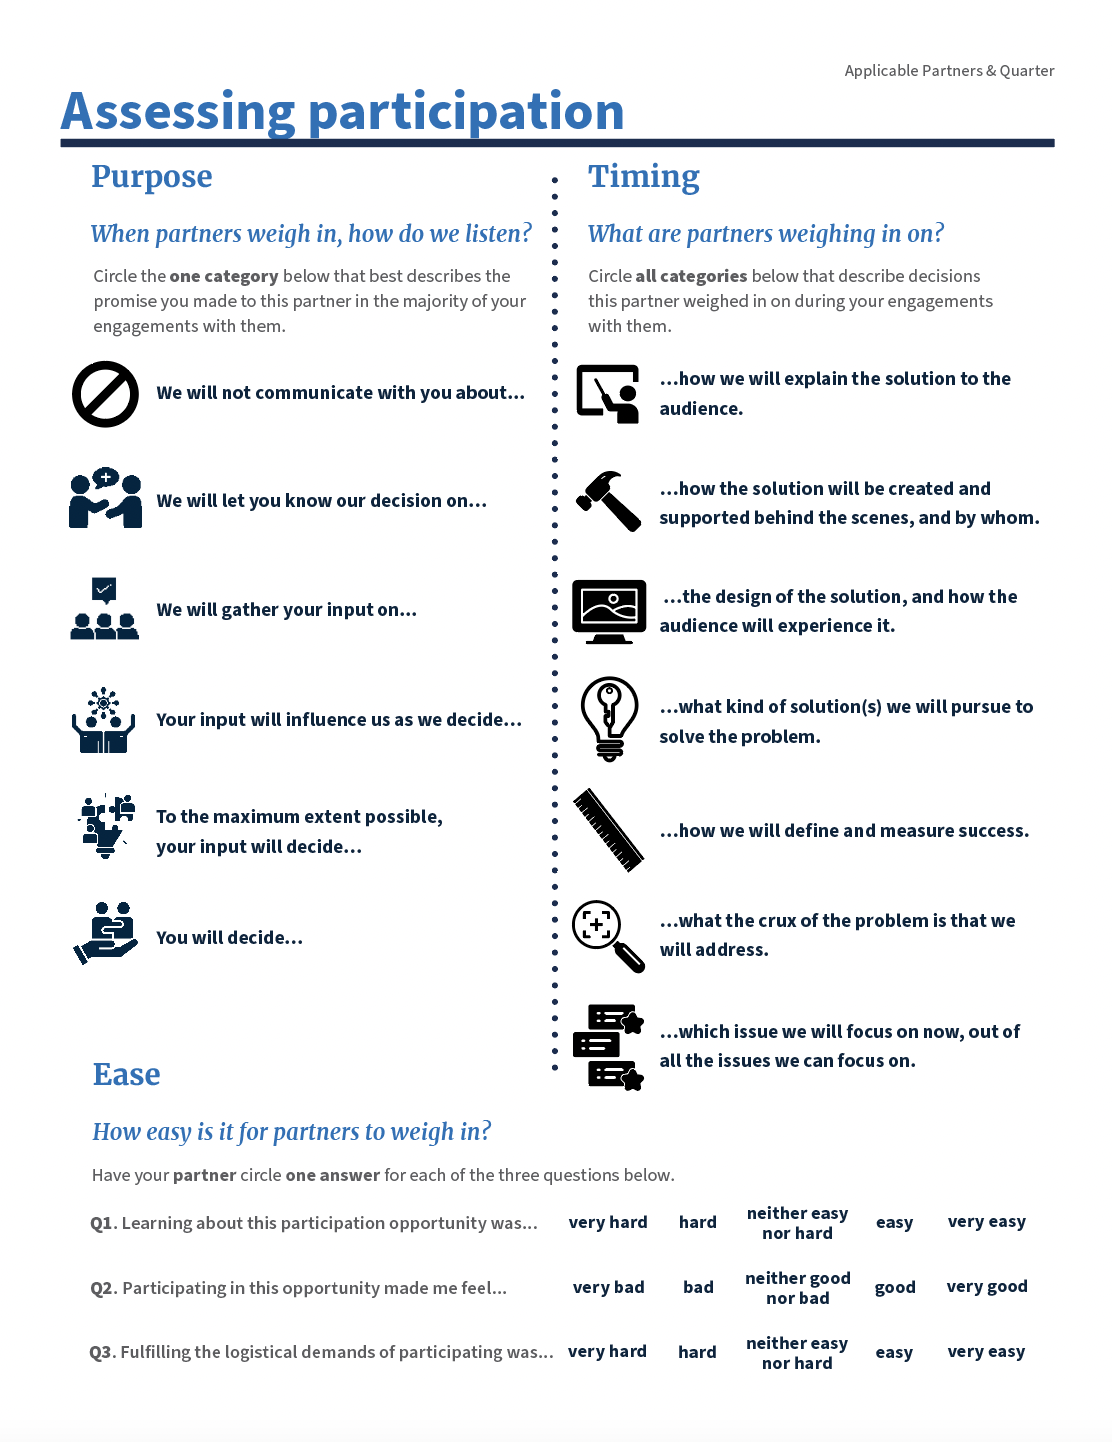 Applicable Partners & Quarter
Assessing participation
Purpose
When partners weigh in, how do we listen?
Circle the one category below that best describes the
promise you made to this partner in the majority of your
engagements with them.
We will not communicate with you about...
We will let you know our decision on...
We will gather your input on...
Your input will influence us as we decide...
To the maximum extent possible,
your input will decide...
You will decide...
Timing
What are partners weighing in on?
Circle all categories below that describe decisions
this partner weighed in on during your engagements
with them.
...how we will explain the solution to the
audience.
...how the solution will be created and
supported behind the scenes, and by whom.
...the design of the solution, and how the
audience will experience it.
...what kind of solution(s) we will pursue to
solve the problem.
...how we will define and measure success.
...what the crux of the problem is that we
will address.
...which issue we will focus on now, out of
all the issues we can focus on.
Ease
How easy is it for partners to weigh in?
Have your partner circle one answer for each of the three questions below.
Q1. Learning about this participation opportunity was... very hard hard neither easy
nor hard easy very easy
Q2. Participating in this opportunity made me feel... very bad bad neither good
nor bad good very good
Q3. Fulfilling the logistical demands of participating was... very hard hard neither easy
nor hard easy very easy